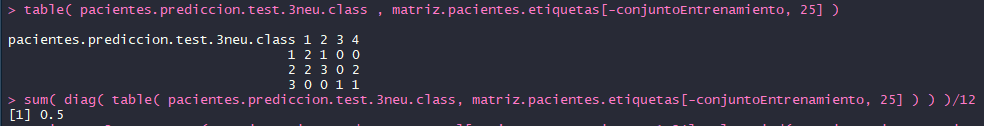 > table( pacientes.prediccion.test.3neu.class , matriz.pacientes.etiquetas[-conjuntoEntrenamiento, 25] )
pacientes.prediccion.test.3neu.class 1 2 3 4
1 2 1 0 0
2 2 3 0 2
3 0 0 1 1
> sum( diag( table( pacientes.prediccion.test.3neu.class, matriz.pacientes.etiquetas[-conjuntoEntrenamiento, 25] ) ) )/12
[1] 0.5